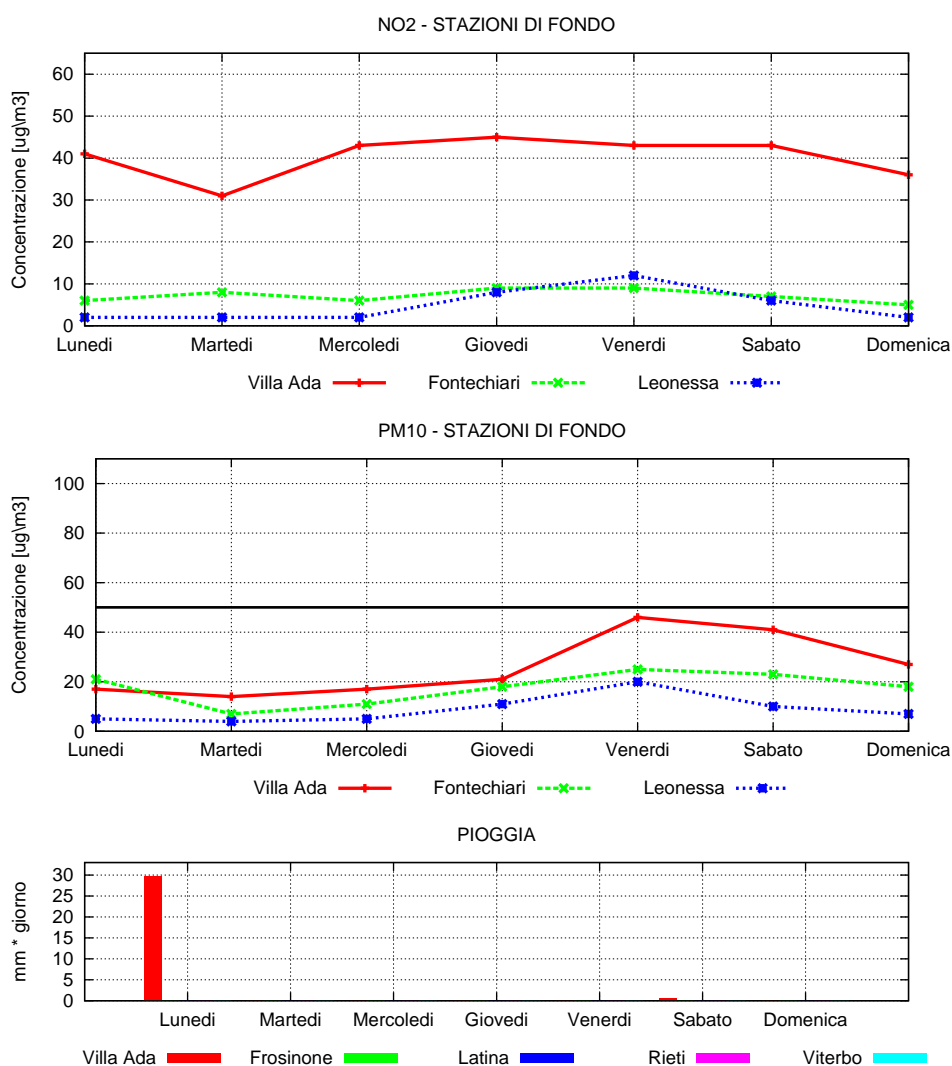 NO2 - STAZIONI DI FONDO
Concentrazione [ug\m3]
60
50
40
30
20
10
0
Lunedi Martedi Mercoledi Giovedi Venerdi Sabato Domenica
Villa Ada Fontechiari Leonessa
PM10 - STAZIONI DI FONDO
Concentrazione [ug\m3]
100
80
60
40
20
0
Lunedi Martedi Mercoledi Giovedi Venerdi Sabato Domenica
Villa Ada Fontechiari Leonessa
PIOGGIA
mm * giorno
30
25
20
15
10
5
0
Lunedi Martedi Mercoledi Giovedi Venerdi Sabato Domenica
Villa Ada Frosinone Latina Rieti Viterbo